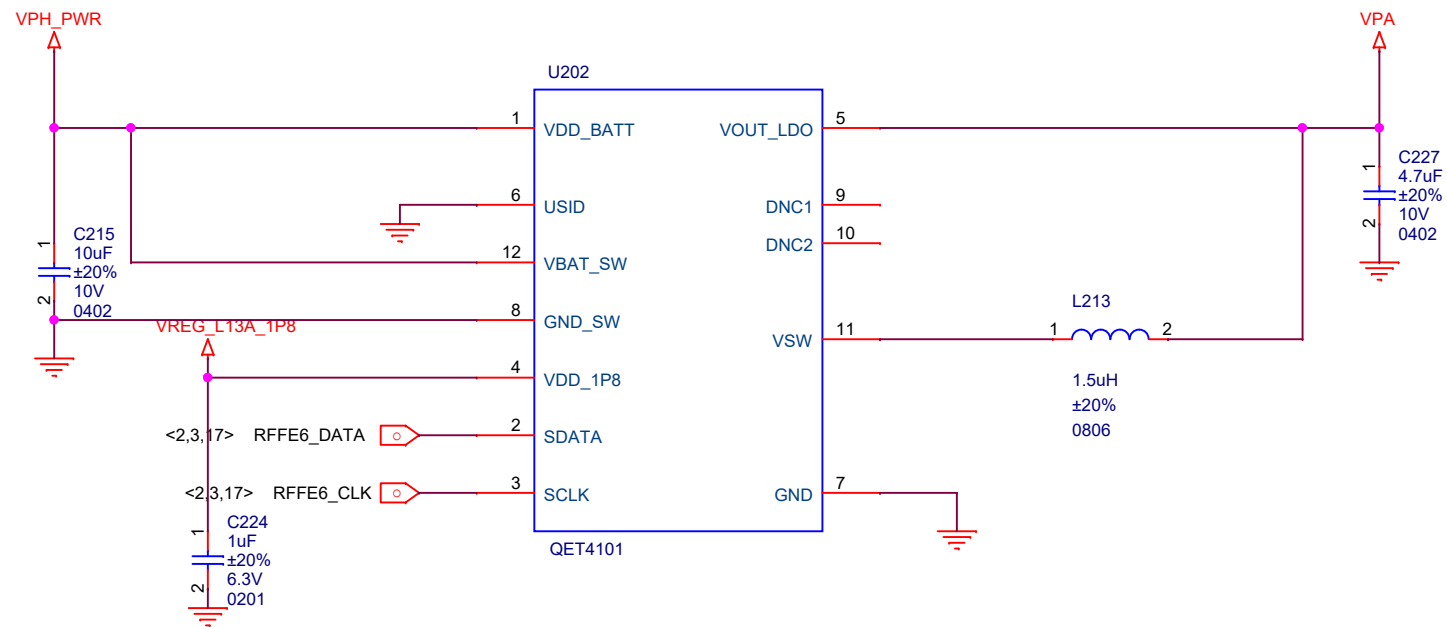 VPH_PWR
VPA
U202
1
VDD_BATT
VOUT_LDO
5
6
USID
DNC1
9
DNC2
10
12
VBAT_SW
8
GND_SW
VSW
11
4
VDD_1P8
2
SDATA
3
SCLK
GND
7
QET4101
1
C215
10uF
±20%
10V
0402
2
VREG_L13A_1P8
<2,3,17> RFFE6_DATA
<2,3,17> RFFE6_CLK
1
C224
1uF
±20%
6.3V
0201
2
L213
1
2
1.5uH
±20%
0806
1
C227
4.7uF
±20%
10V
0402
2